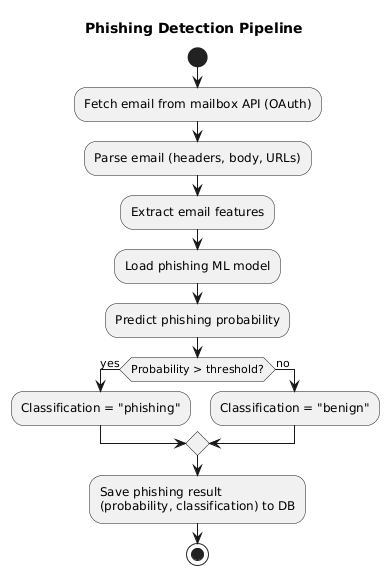 Phishing Detection Pipeline
Fetch email from mailbox API (OAuth)
Parse email (headers, body, URLs)
Extract email features
Load phishing ML model
Predict phishing probability
yes
Probability > threshold?
no
Classification = "phishing"
Classification = "benign"
Save phishing result
(probability, classification) to DB